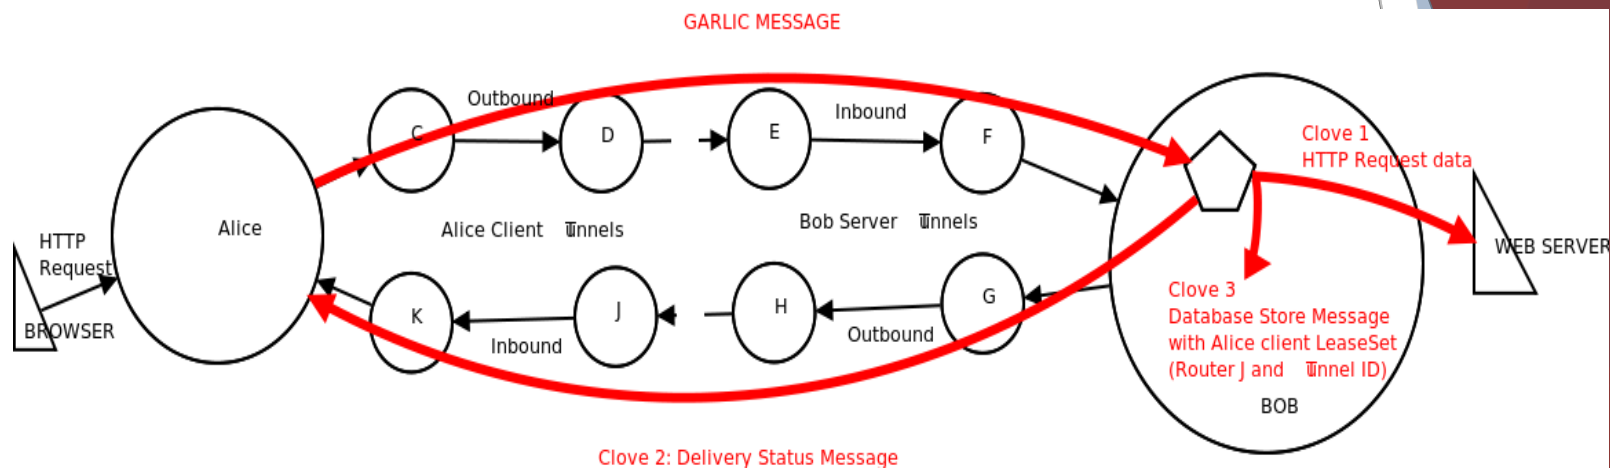 GARLIC MESSAGE
Outbound
Inbound
C
D
E
F
Clove 1
HTTP Request data
Alice
Alice Client Tunnels
Bob Server Tunnels
HTTP
Request
WEB SERVER
BROWSER
K
J
H
G
Inbound
Outbound
Clove 3
Database Store Message
with Alice client LeaseSet
(Router J and Tunnel ID)
BOB
Clove 2: Delivery Status Message